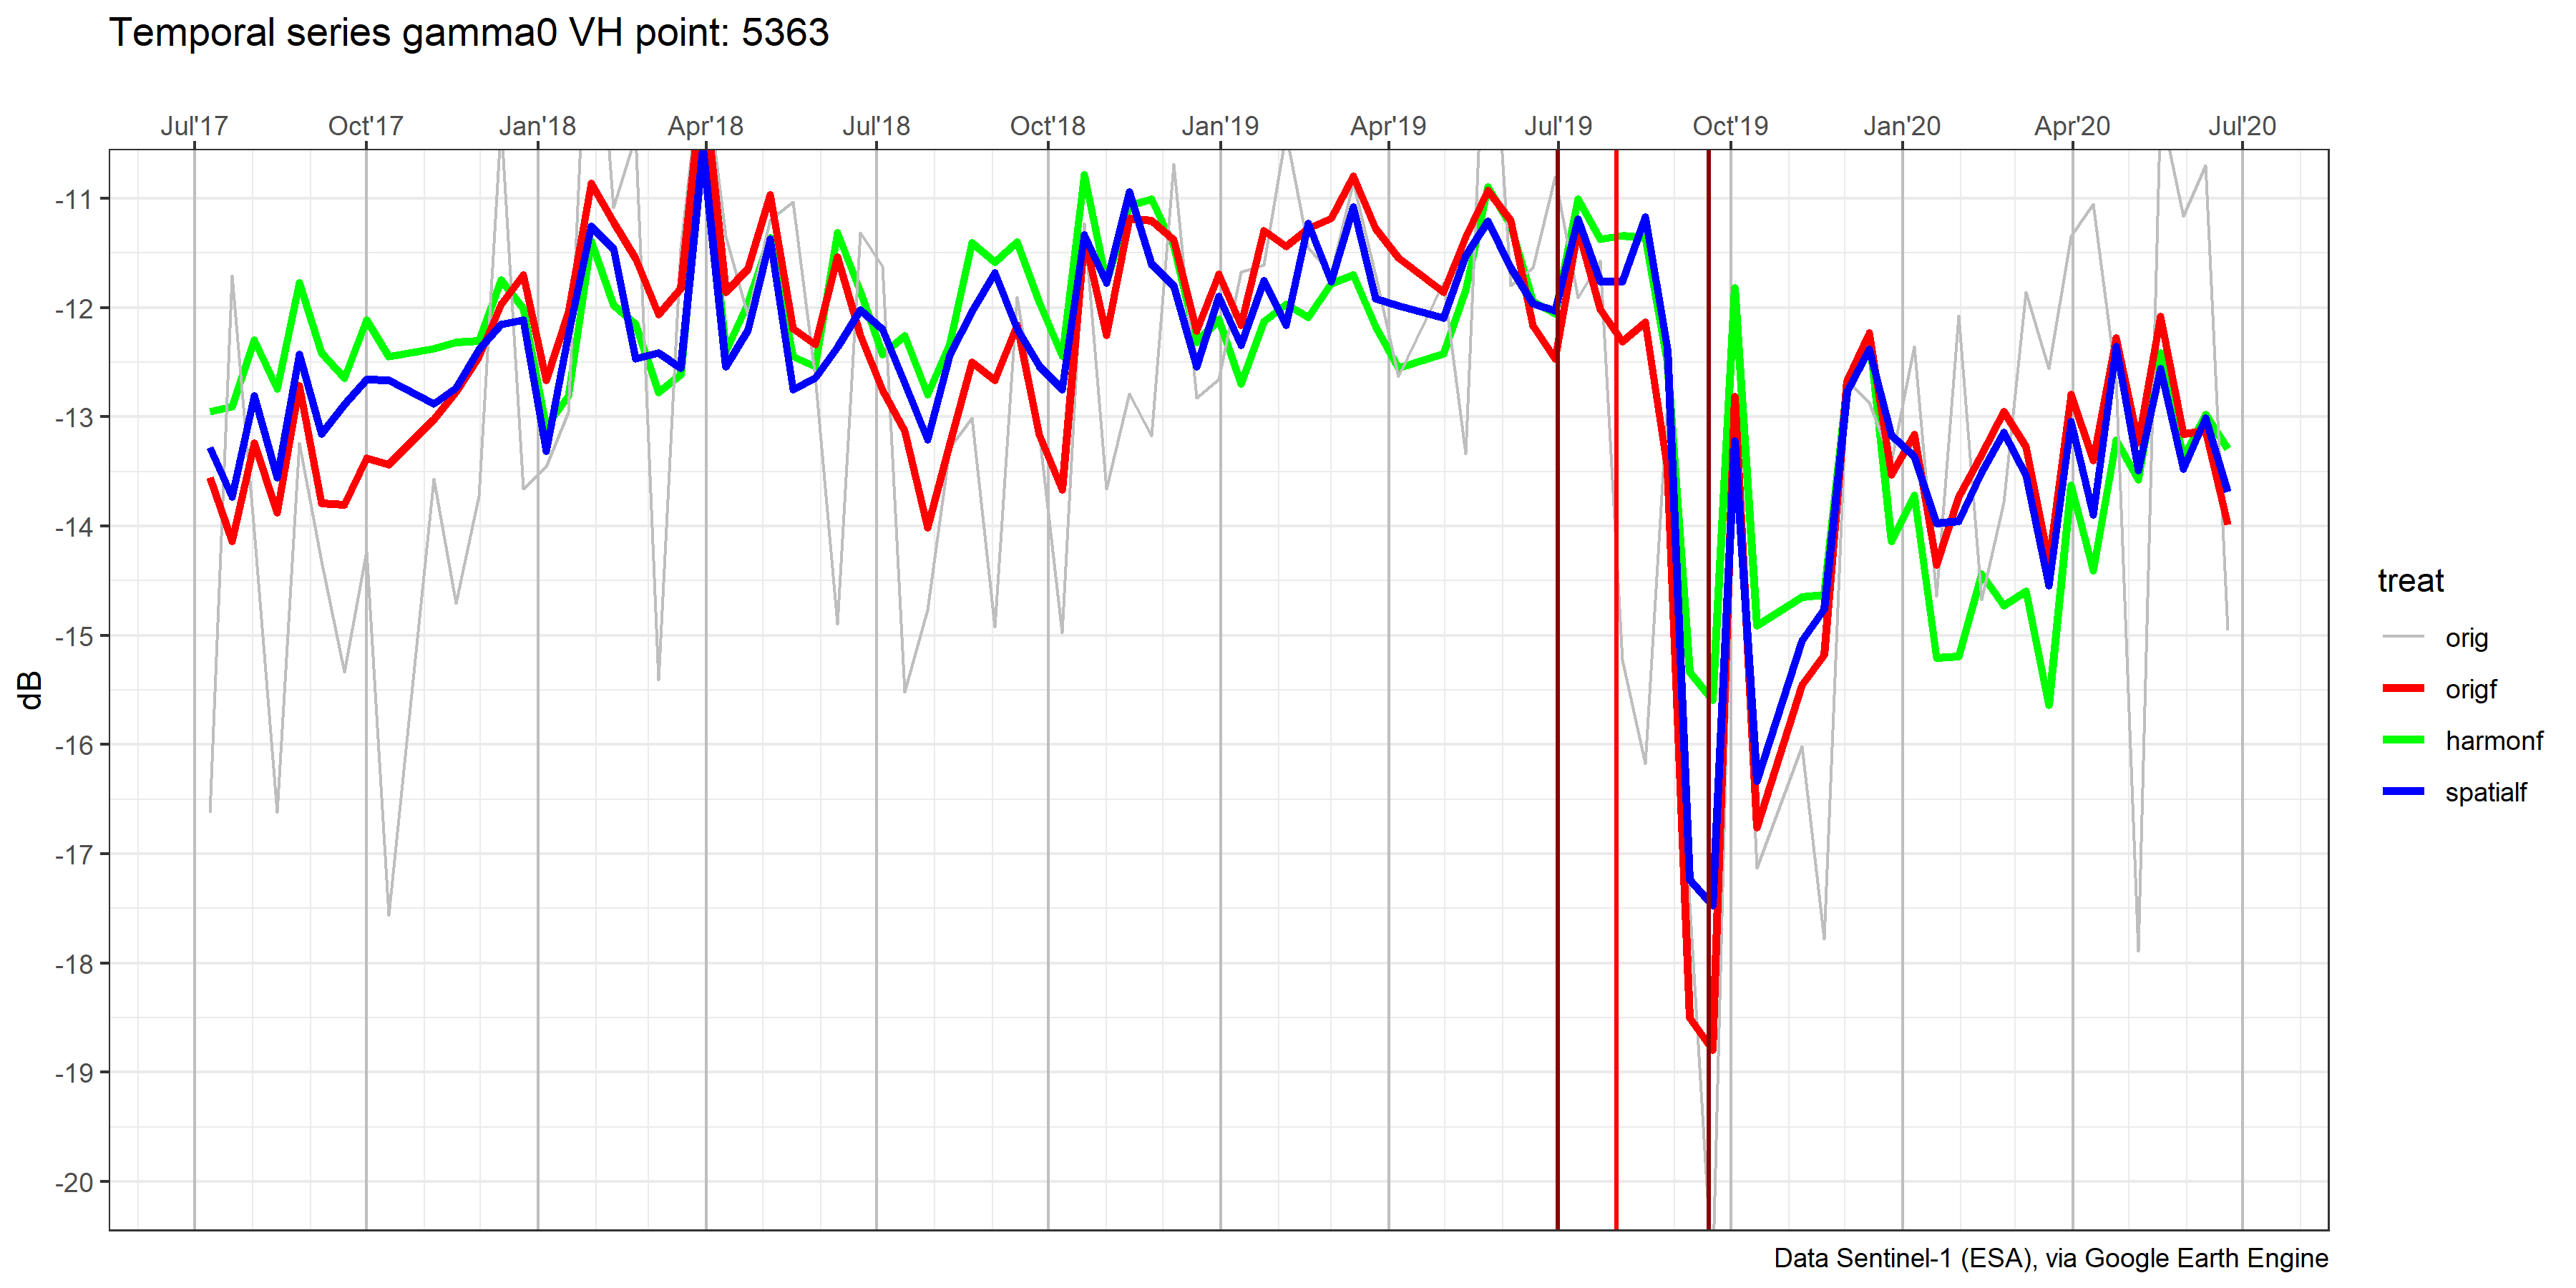 Temporal series gamma0 VH point: 5363
Jul'17 Oct'17 Jan'18 Apr'18 Jul'18 Oct'18 Jan'19 Apr'19 Jul'19 Oct'19 Jan'20 Apr'20 Jul'20
-11
-12
-13
-14
-15
-16
-17
-18
-19
-20
dB
treat
orig
origf
harmonf
spatialf
Data Sentinel-1 (ESA), via Google Earth Engine